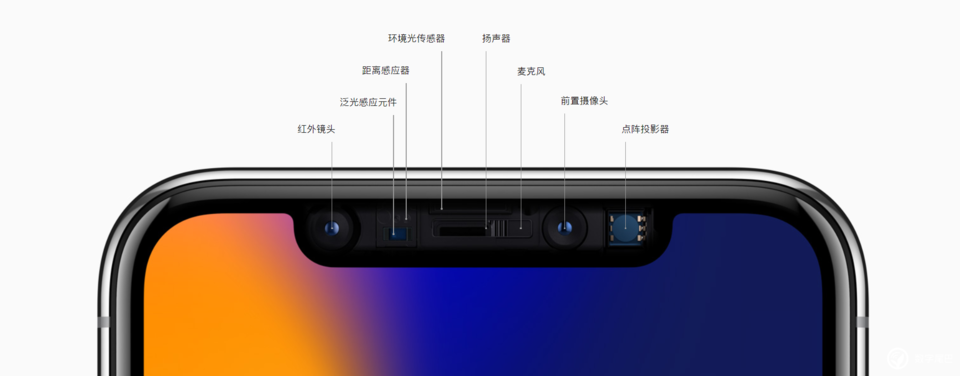 环境光传感器
扬声器
距离感应器
麦克风
泛光感应元件
前置摄像头
红外镜头
点阵投影器